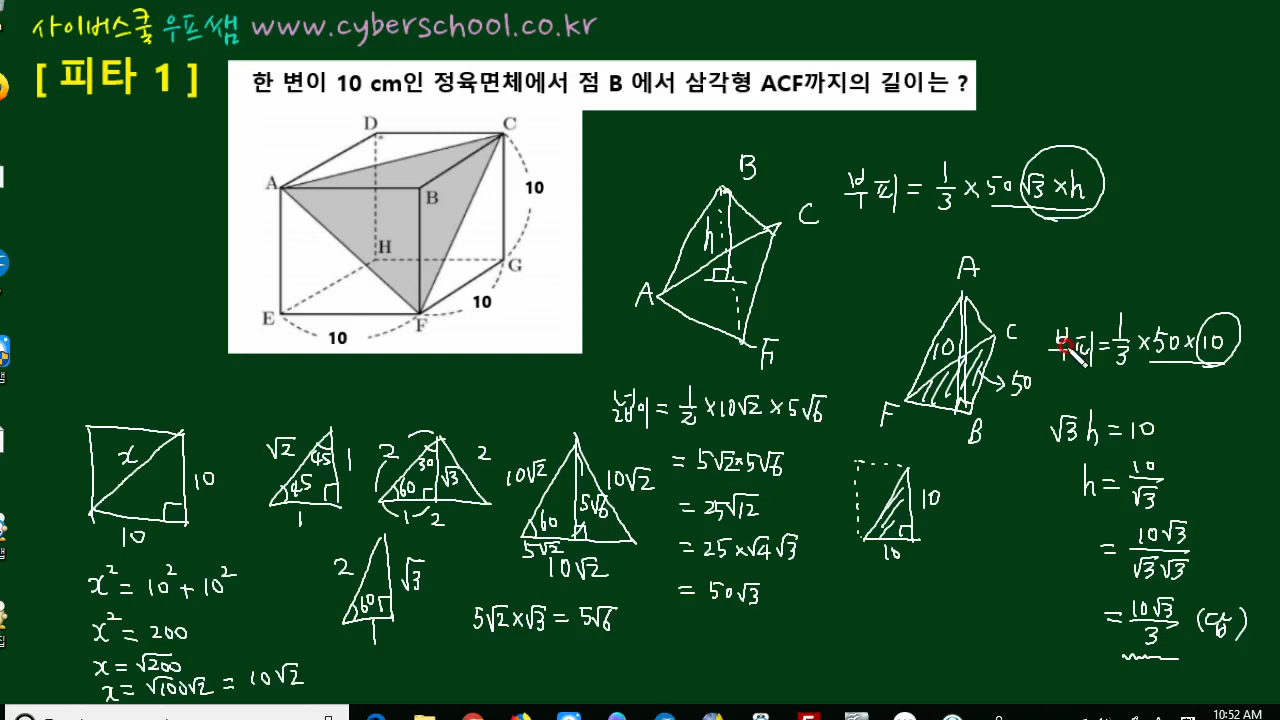 사이버스쿨 우프쌤 www.cyberschool.co.kr
[ 피타 1 ]
한 변이 10 cm인 정육면체에서 점 B 에서 삼각형 ACF까지의 길이는 ?
D
C
A
B
10
H
G
10
E
F
10
B
C
h
A
F
부피 = 1/3 × 50√3 × h
A
C
10
50
F
B
부피 = 1/3 × 50 × 10
√3 h = 10
h = 10/√3
= 10√3/√3√3
= 10√3/3 (답)
넓이 = 1/2 × 10√2 × 5√6
= 5√2 × 5√6
= 25√12
= 25 × √4 √3
= 50√3
10
10
x
10
10
x² = 10² + 10²
x² = 200
x = √200
x = √100√2 = 10√2
√2
45
1
45
1
2
30
2
60
√3
1
2
2
√3
60
1
10√2
10√2
60
5√6
5√2
10√2
5√2 × √3 = 5√6
10:52 AM